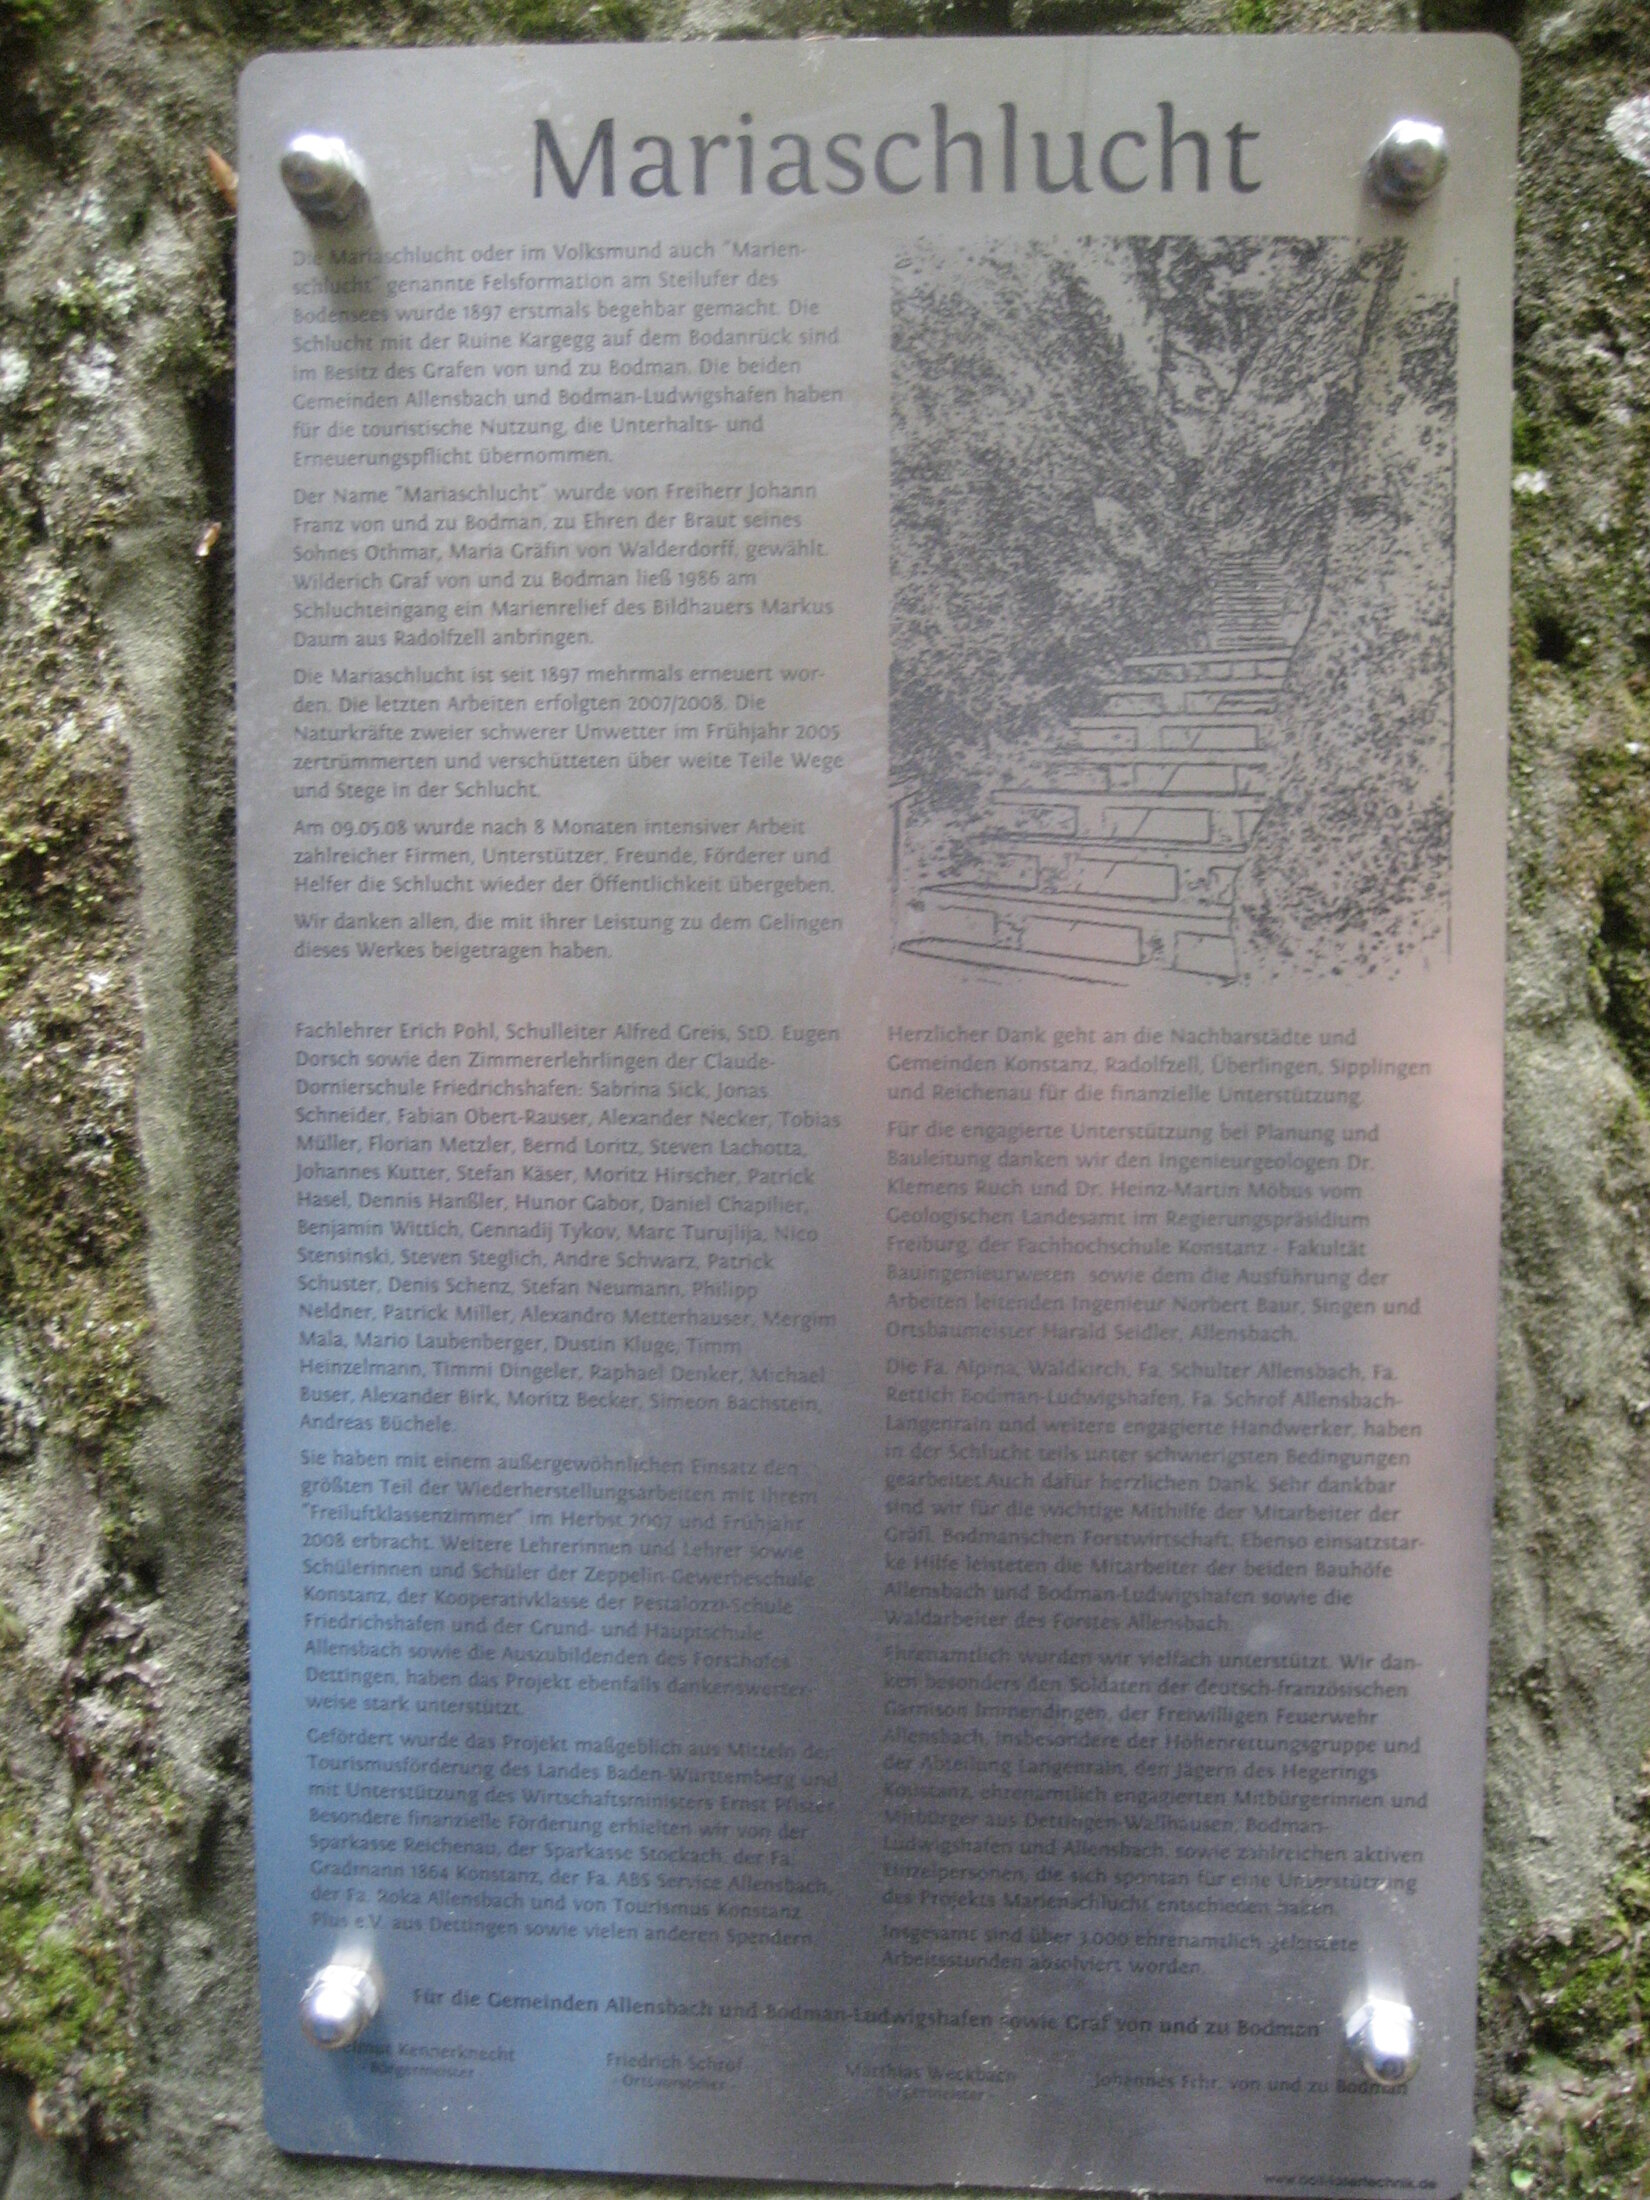 Mariaschlucht
Die Mariaschlucht oder im Volksmund auch "Marien-
schlucht" genannte Felsformation am Steilufer des
Bodensees wurde 1897 erstmals begehbar gemacht. Die
Schlucht mit der Ruine Kargegg auf dem Bodanrück sind
im Besitz des Grafen von und zu Bodman. Die beiden
Gemeinden Allensbach und Bodman-Ludwigshafen haben
für die touristische Nutzung, die Unterhalts- und
Erneuerungspflicht übernommen.
Der Name "Mariaschlucht" wurde von Freiherr Johann
Franz von und zu Bodman, zu Ehren der Braut seines
Sohnes Othmar, Maria Gräfin von Walderdorff, gewählt.
Wilderich Graf von und zu Bodman ließ 1986 am
Schluchteingang ein Marienrelief des Bildhauers Markus
Daum aus Radolfzell anbringen.
Die Mariaschlucht ist seit 1897 mehrmals erneuert wor-
den. Die letzten Arbeiten erfolgten 2007/2008. Die
Naturkräfte zweier schwerer Unwetter im Frühjahr 2005
zertrümmerten und verschütteten über weite Teile Wege
und Stege in der Schlucht.
Am 09.05.08 wurde nach 8 Monaten intensiver Arbeit
zahlreicher Firmen, Unterstützer, Freunde, Förderer und
Helfer die Schlucht wieder der Öffentlichkeit übergeben.
Wir danken allen, die mit ihrer Leistung zu dem Gelingen
dieses Werkes beigetragen haben.
Fachlehrer Erich Pohl, Schulleiter Alfred Greis, StD. Eugen
Dorsch sowie den Zimmererlehrlingen der Claude-
Dornierschule Friedrichshafen: Sabrina Sick, Jonas
Schneider, Fabian Obert-Rauser, Alexander Necker, Tobias
Müller, Florian Metzler, Bernd Loritz, Steven Lachotta,
Johannes Kutter, Stefan Käser, Moritz Hirscher, Patrick
Hasel, Dennis Hanßler, Hunor Gabor, Daniel Chapilier,
Benjamin Wittich, Gennadij Tykov, Marc Turujlija, Nico
Stensinski, Steven Steglich, Andre Schwarz, Patrick
Schuster, Denis Schenz, Stefan Neumann, Philipp
Neldner, Patrick Miller, Alexandro Metterhauser, Mergim
Mala, Mario Laubenberger, Dustin Kluge, Timm
Heinzelmann, Timmi Dingeler, Raphael Denker, Michael
Buser, Alexander Birk, Moritz Becker, Simeon Bachstein,
Andreas Büchele.
Sie haben mit einem außergewöhnlichen Einsatz den
größten Teil der Wiederherstellungsarbeiten mit ihrem
"Freiluftklassenzimmer" im Herbst 2007 und Frühjahr
2008 erbracht. Weitere Lehrerinnen und Lehrer sowie
Schülerinnen und Schüler der Zeppelin-Gewerbeschule
Konstanz, der Kooperativklasse der Pestalozzi-Schule
Friedrichshafen und der Grund- und Hauptschule
Allensbach sowie die Auszubildenden des Forsthofes
Dettingen, haben das Projekt ebenfalls dankenswerter-
weise stark unterstützt.
Gefördert wurde das Projekt maßgeblich aus Mitteln der
Tourismusförderung des Landes Baden-Württemberg und
mit Unterstützung des Wirtschaftsministers Ernst Pfister.
Besondere finanzielle Förderung erhielten wir von der
Sparkasse Reichenau, der Sparkasse Stockach, der Fa.
Gradmann 1864 Konstanz, der Fa. ABS Service Allensbach,
der Fa. Roka Allensbach und von Tourismus Konstanz
Plus e.V. aus Dettingen sowie vielen anderen Spendern.
Herzlicher Dank geht an die Nachbarstädte und
Gemeinden Konstanz, Radolfzell, Überlingen, Sipplingen
und Reichenau für die finanzielle Unterstützung.
Für die engagierte Unterstützung bei Planung und
Bauleitung danken wir den Ingenieurgeologen Dr.
Klemens Ruch und Dr. Heinz-Martin Möbus vom
Geologischen Landesamt im Regierungspräsidium
Freiburg, der Fachhochschule Konstanz - Fakultät
Bauingenieurwesen sowie dem die Ausführung der
Arbeiten leitenden Ingenieur Norbert Baur, Singen und
Ortsbaumeister Harald Seidler, Allensbach.
Die Fa. Alpina, Waldkirch, Fa. Schulter Allensbach, Fa.
Rettich Bodman-Ludwigshafen, Fa. Schrof Allensbach-
Langenrain und weitere engagierte Handwerker, haben
in der Schlucht teils unter schwierigsten Bedingungen
gearbeitet.Auch dafür herzlichen Dank. Sehr dankbar
sind wir für die wichtige Mithilfe der Mitarbeiter der
Gräfl. Bodmanschen Forstwirtschaft. Ebenso einsatzstar-
ke Hilfe leisteten die Mitarbeiter der beiden Bauhöfe
Allensbach und Bodman-Ludwigshafen sowie die
Waldarbeiter des Forstes Allensbach.
Ehrenamtlich wurden wir vielfach unterstützt. Wir dan-
ken besonders den Soldaten der deutsch-französischen
Garnison Immendingen, der Freiwilligen Feuerwehr
Allensbach, insbesondere der Höhenrettungsgruppe und
der Abteilung Langenrain, den Jägern des Hegerings
Konstanz, ehrenamtlich engagierten Mitbürgerinnen und
Mitbürger aus Dettingen-Wallhausen, Bodman-
Ludwigshafen und Allensbach, sowie zahlreichen aktiven
Einzelpersonen, die sich spontan für eine Unterstützung
des Projekts Marienschlucht entschieden haben.
Insgesamt sind über 3.000 ehrenamtlich geleistete
Arbeitsstunden absolviert worden.
Für die Gemeinden Allensbach und Bodman-Ludwigshafen sowie Graf von und zu Bodman
Helmut Kennerknecht
- Bürgermeister -
Friedrich Schrof
- Ortsvorsteher -
Matthias Weckbach
- Bürgermeister -
Johannes Frhr. von und zu Bodman